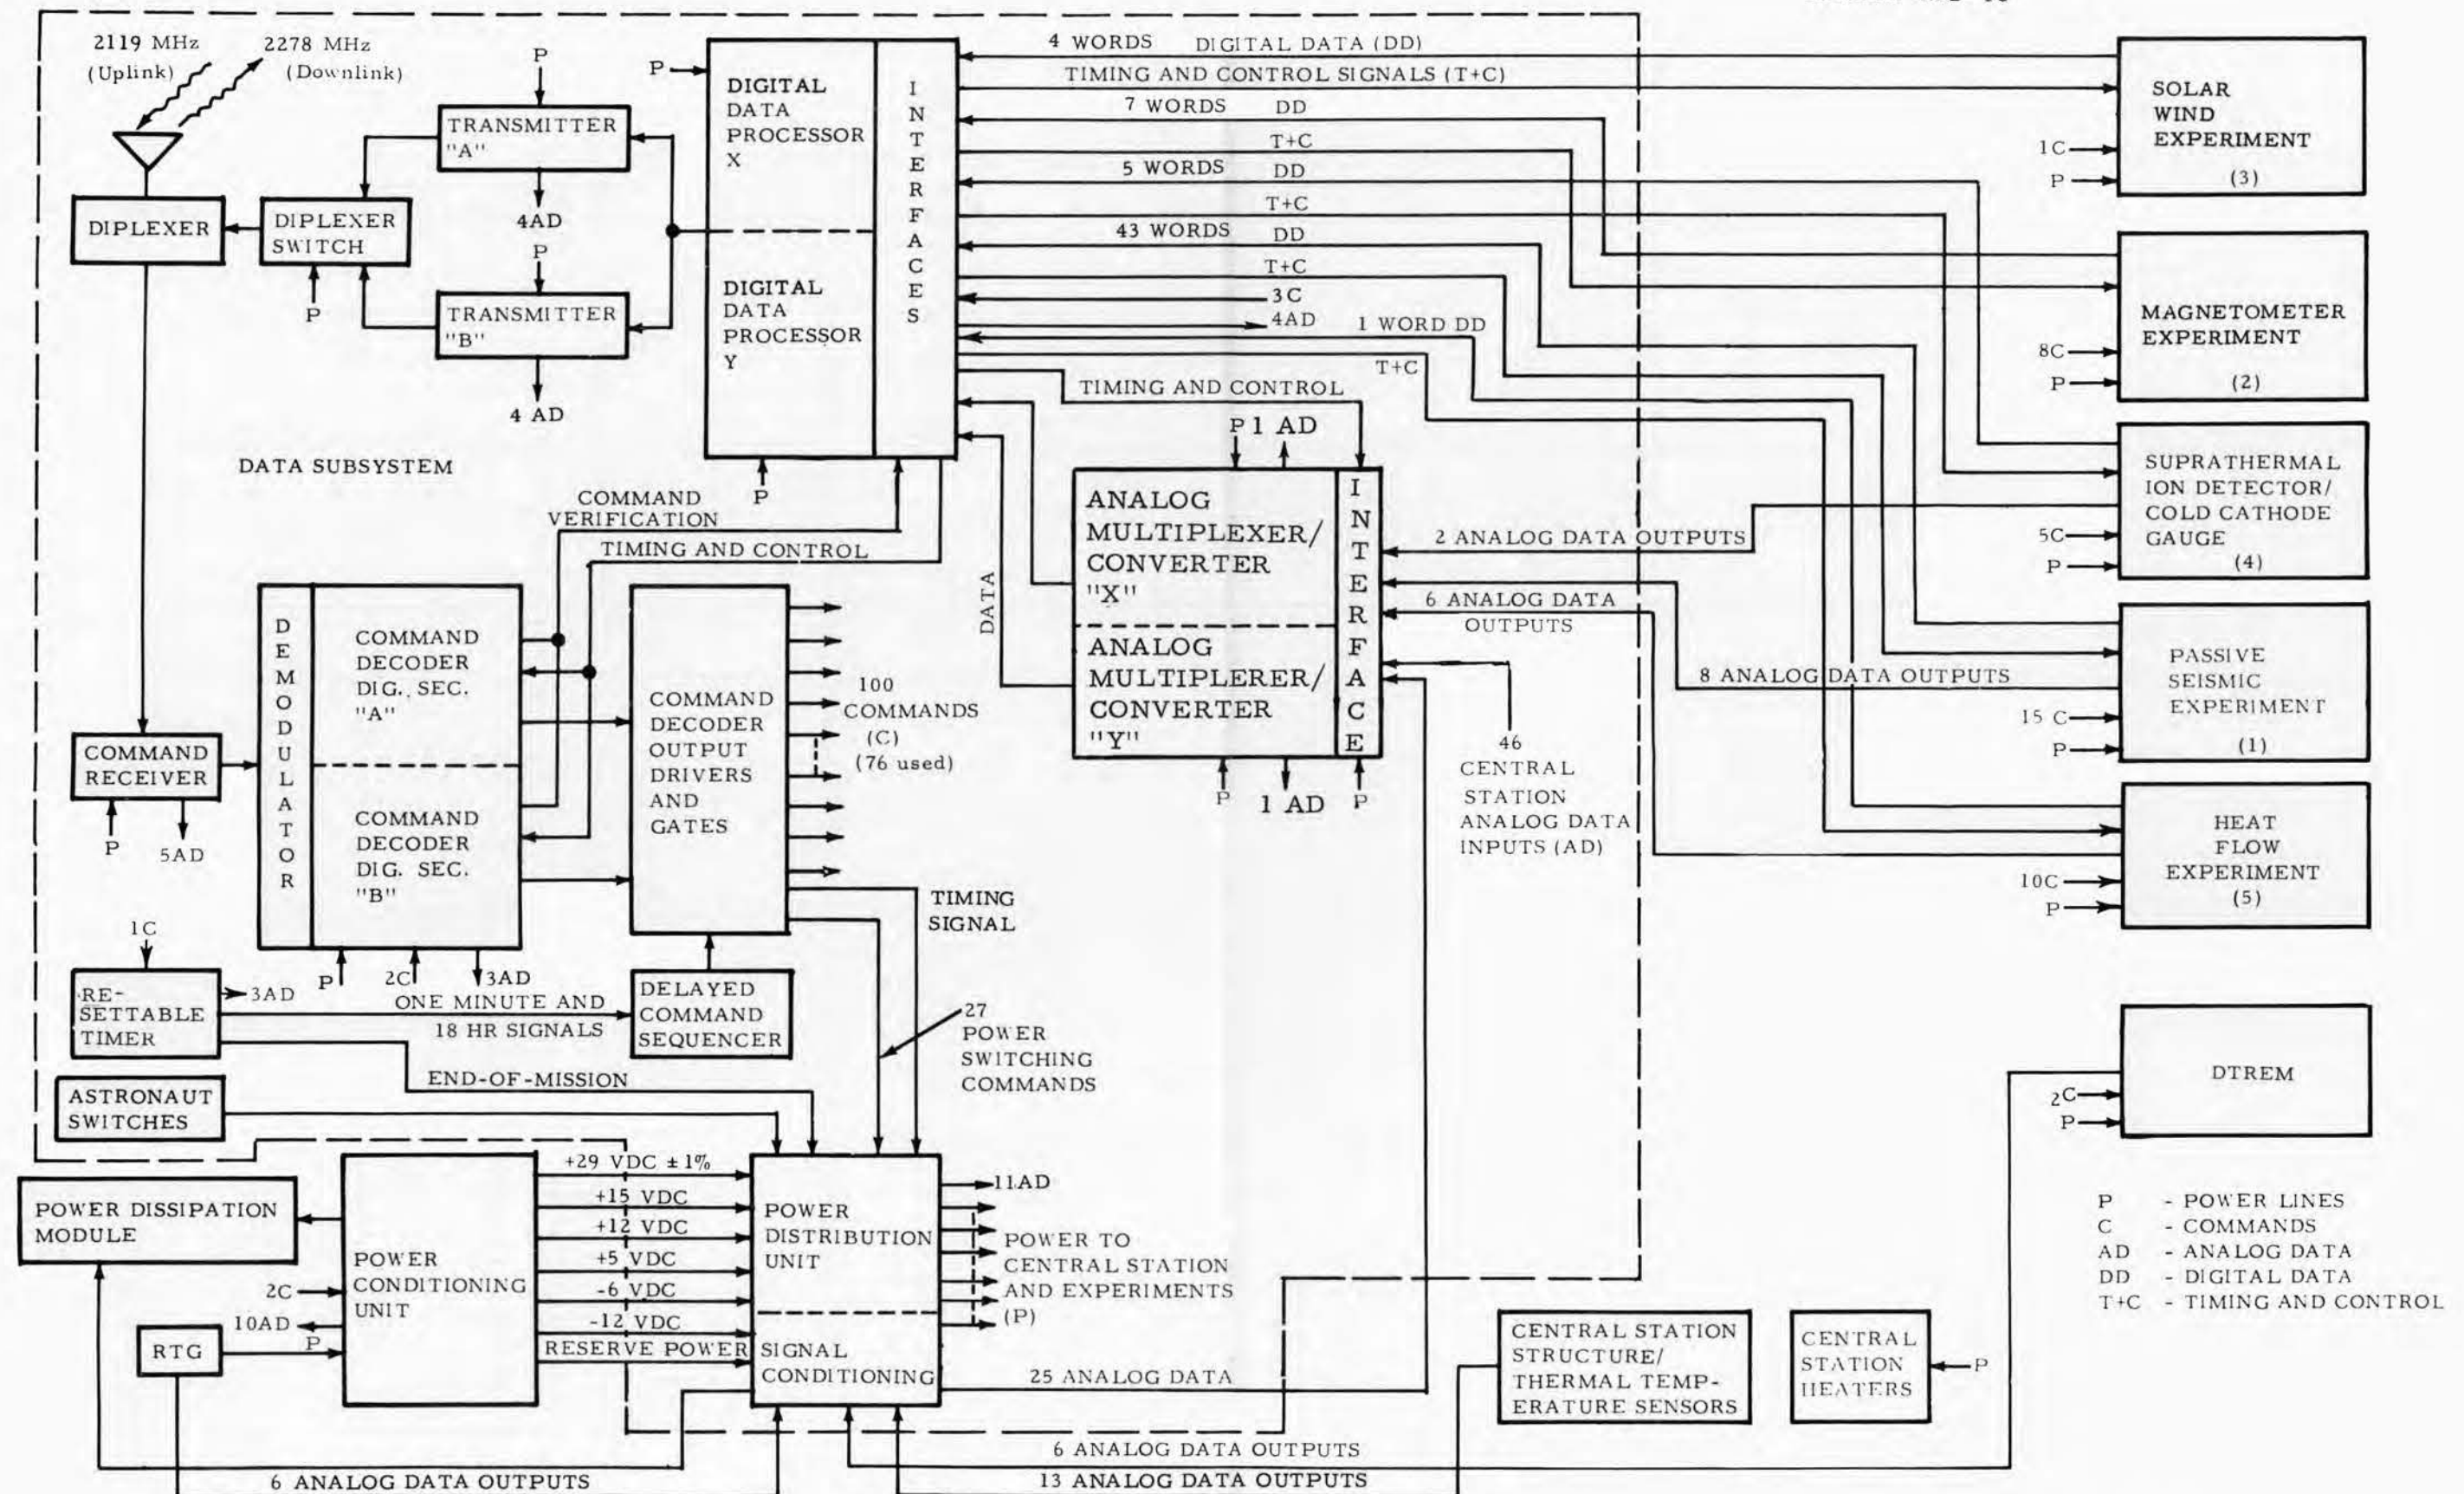 2119 MHz
(Uplink)
2278 MHz
(Downlink)
P
TRANSMITTER
"A"
4AD
DIPLEXER
DIPLEXER
SWITCH
P
P
TRANSMITTER
"B"
4 AD
P
DIGITAL
DATA
PROCESSOR
X
DIGITAL
DATA
PROCESSOR
Y
INTERFACES
P
4 WORDS DIGITAL DATA (DD)
TIMING AND CONTROL SIGNALS (T+C)
7 WORDS DD
T+C
5 WORDS DD
T+C
43 WORDS DD
T+C
3C
4AD
1 WORD DD
T+C
TIMING AND CONTROL
SOLAR
WIND
EXPERIMENT
(3)
1C
P
MAGNETOMETER
EXPERIMENT
(2)
8C
P
SUPRATHERMAL
ION DETECTOR/
COLD CATHODE
GAUGE
(4)
5C
P
PASSIVE
SEISMIC
EXPERIMENT
(1)
15 C
P
HEAT
FLOW
EXPERIMENT
(5)
10C
P
DATA SUBSYSTEM
COMMAND
VERIFICATION
TIMING AND CONTROL
DATA
P 1 AD
ANALOG
MULTIPLEXER/
CONVERTER
"X"
ANALOG
MULTIPLERER/
CONVERTER
"Y"
INTERFACE
P
1 AD
P
2 ANALOG DATA OUTPUTS
6 ANALOG DATA
OUTPUTS
8 ANALOG DATA OUTPUTS
46
CENTRAL
STATION
ANALOG DATA
INPUTS (AD)
COMMAND
RECEIVER
P
5AD
DEMODULATOR
COMMAND
DECODER
DIG. SEC.
"A"
COMMAND
DECODER
DIG. SEC.
"B"
P
2C
3AD
COMMAND
DECODER
OUTPUT
DRIVERS
AND
GATES
100
COMMANDS
(C)
(76 used)
TIMING
SIGNAL
1C
RE-
SETTABLE
TIMER
3AD
ONE MINUTE AND
18 HR SIGNALS
DELAYED
COMMAND
SEQUENCER
27
POWER
SWITCHING
COMMANDS
END-OF-MISSION
ASTRONAUT
SWITCHES
POWER DISSIPATION
MODULE
POWER
CONDITIONING
UNIT
2C
10AD
P
RTG
+29 VDC ± 1%
+15 VDC
+12 VDC
+5 VDC
-6 VDC
-12 VDC
RESERVE POWER
POWER
DISTRIBUTION
UNIT
SIGNAL
CONDITIONING
11AD
POWER TO
CENTRAL STATION
AND EXPERIMENTS
(P)
25 ANALOG DATA
6 ANALOG DATA OUTPUTS
6 ANALOG DATA OUTPUTS
13 ANALOG DATA OUTPUTS
CENTRAL STATION
STRUCTURE/
THERMAL TEMP-
ERATURE SENSORS
CENTRAL
STATION
HEATERS
P
DTREM
2C
P
P - POWER LINES
C - COMMANDS
AD - ANALOG DATA
DD - DIGITAL DATA
T+C - TIMING AND CONTROL